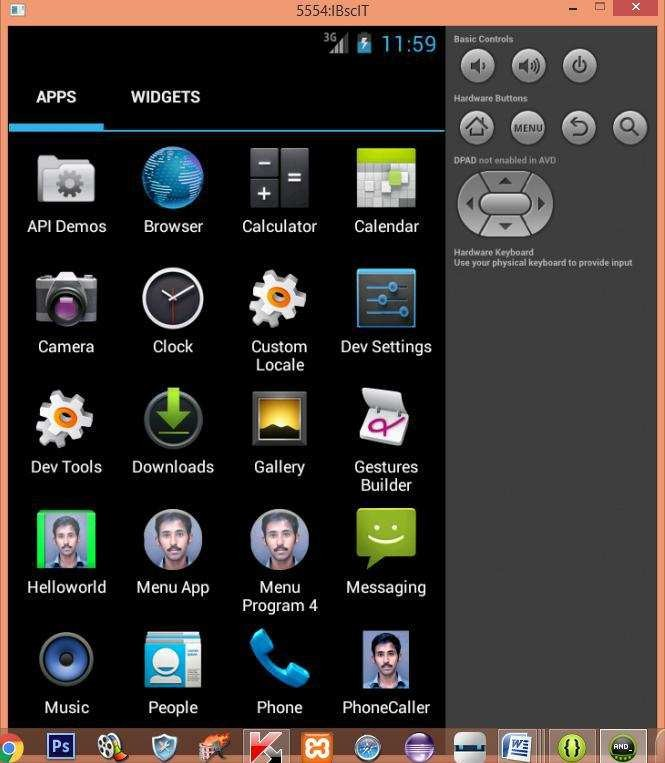 5554:IBscIT
3G 11:59
APPS WIDGETS
API Demos Browser Calculator Calendar
Camera Clock Custom Locale Dev Settings
Dev Tools Downloads Gallery Gestures Builder
Helloworld Menu App Menu Program 4 Messaging
Music People Phone PhoneCaller
Basic Controls
Hardware Buttons
MENU
DPAD not enabled in AVD
Hardware Keyboard
Use your physical keyboard to provide input
Ps
AND_